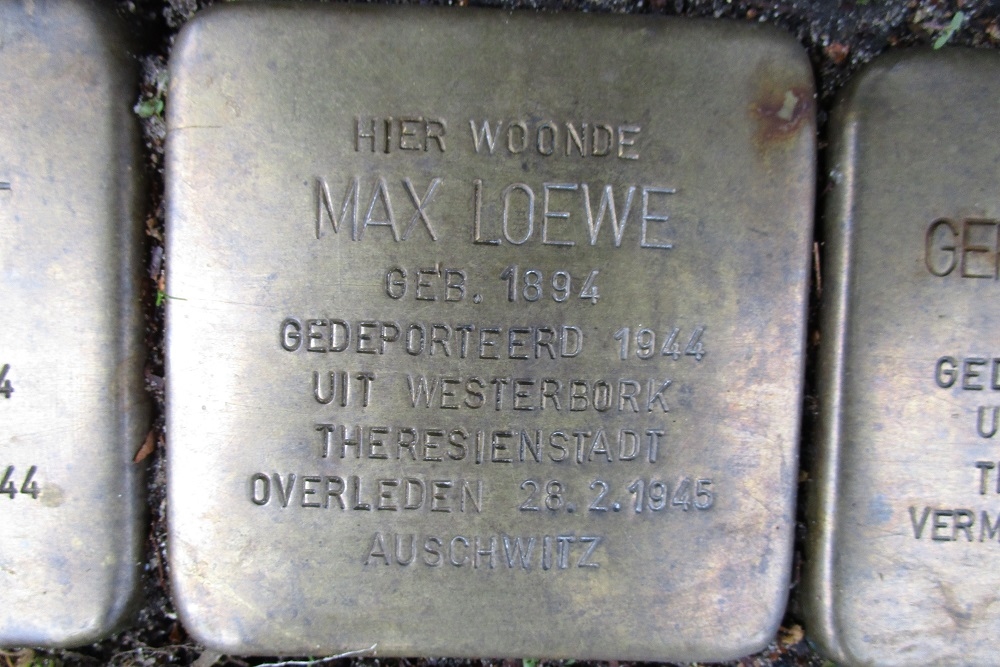 HIER WOONDE
MAX LOEWE
GEB. 1894
GEDEPORTEERD 1944
UIT WESTERBORK
THERESIENSTADT
OVERLEDEN 28.2.1945
AUSCHWITZ